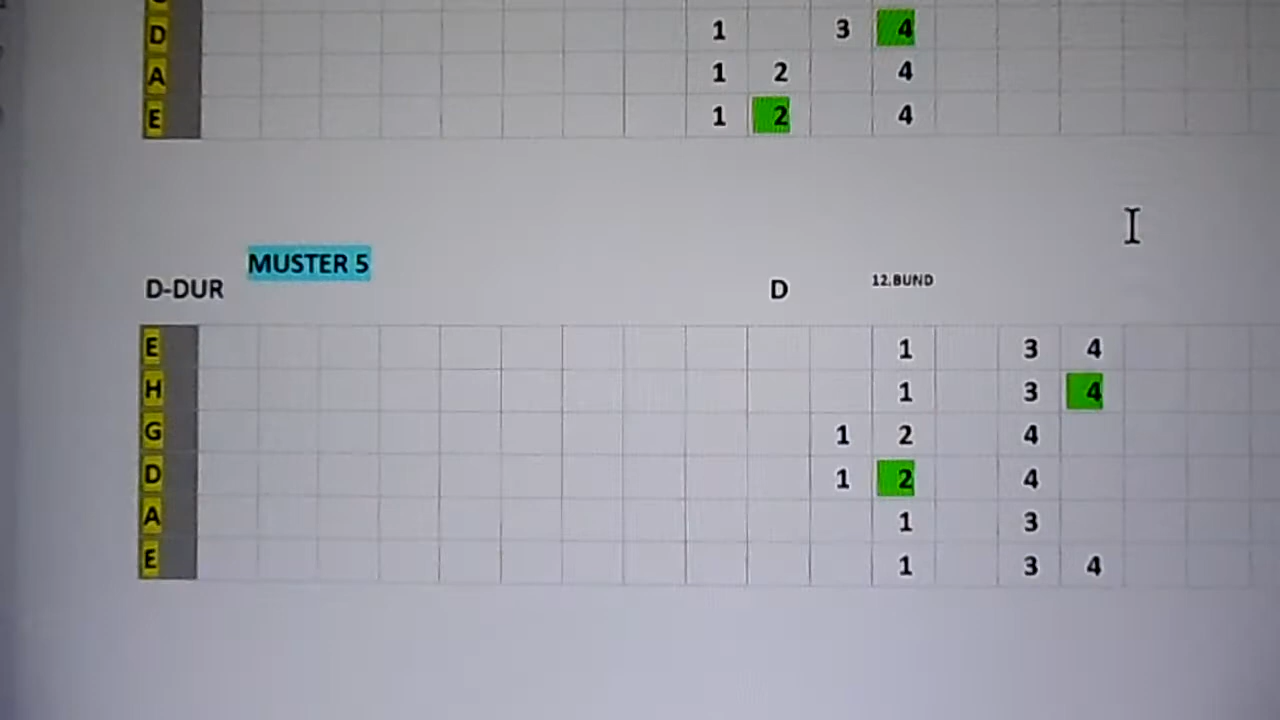 D 1 3 4
A 1 2 4
E 1 2 4
MUSTER 5
D-DUR D 12.BUND
E 1 3 4
H 1 3 4
G 1 2 4
D 1 2 4
A 1 3
E 1 3 4